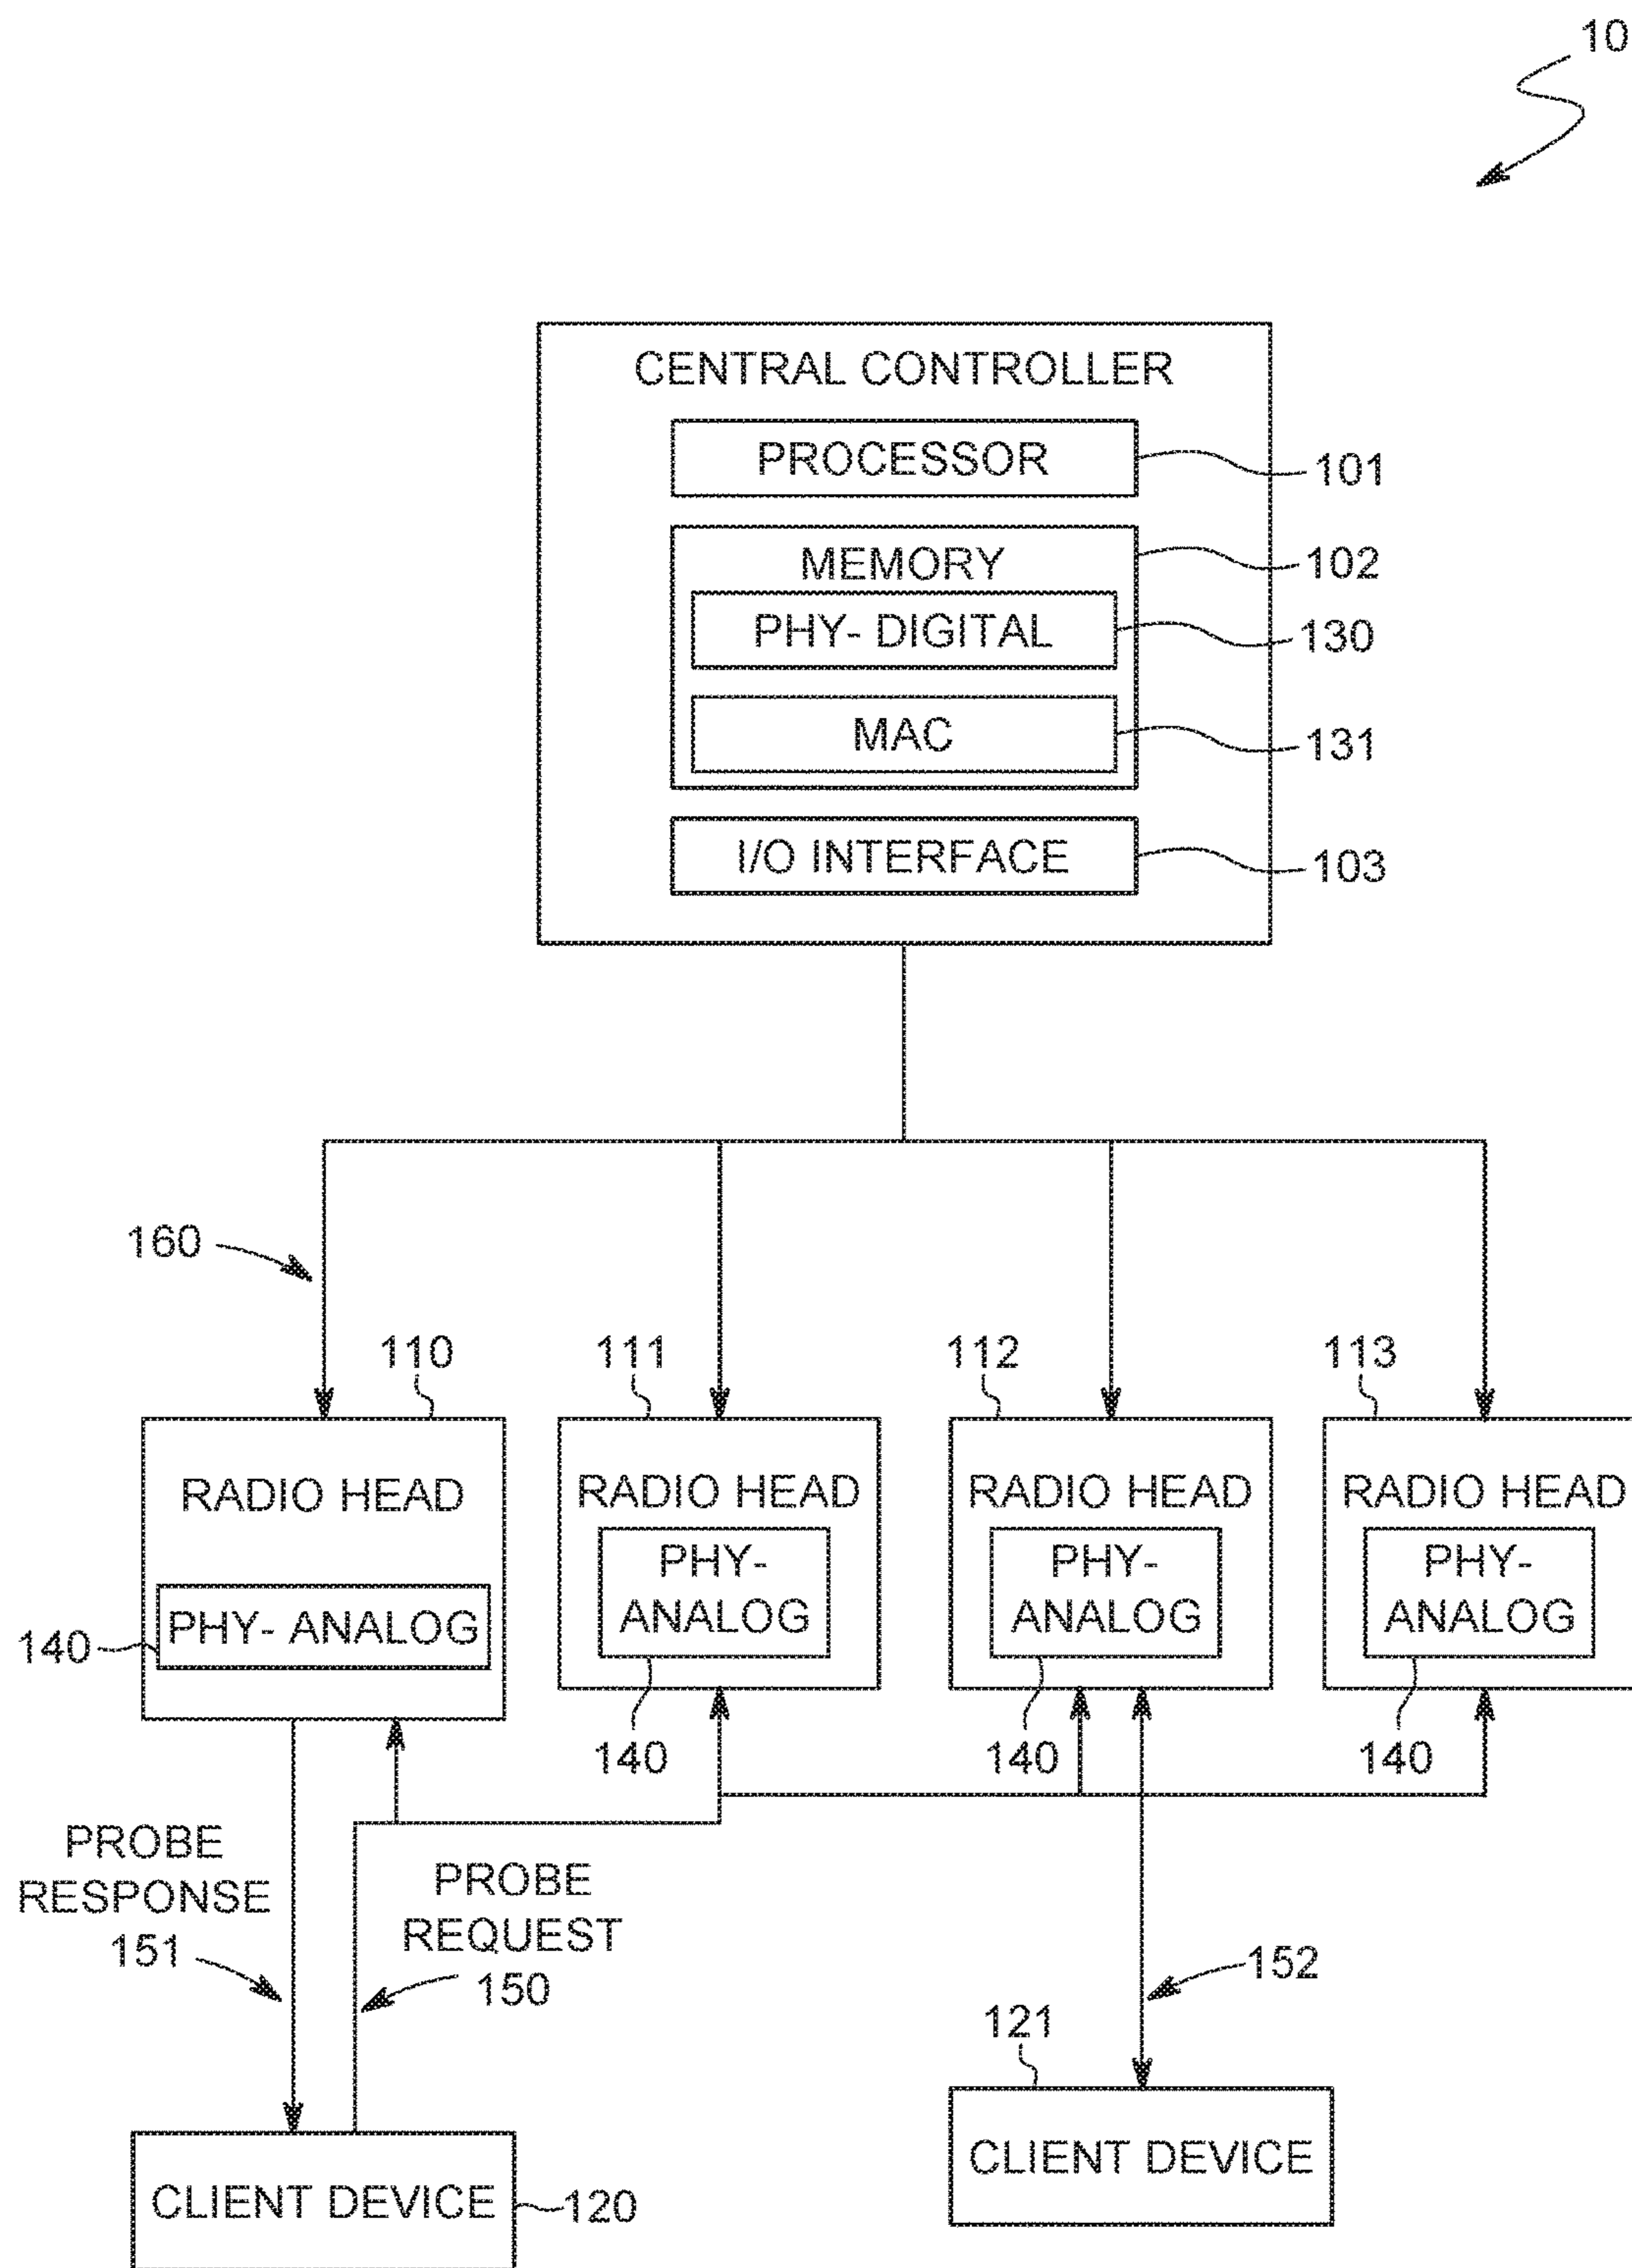 10
CENTRAL CONTROLLER
PROCESSOR
101
MEMORY
102
PHY- DIGITAL
130
MAC
131
I/O INTERFACE
103
160
110
111
112
113
RADIO HEAD
PHY- ANALOG
140
RADIO HEAD
PHY-
ANALOG
140
RADIO HEAD
PHY-
ANALOG
140
RADIO HEAD
PHY-
ANALOG
140
PROBE
RESPONSE
151
PROBE
REQUEST
150
152
121
CLIENT DEVICE
120
CLIENT DEVICE